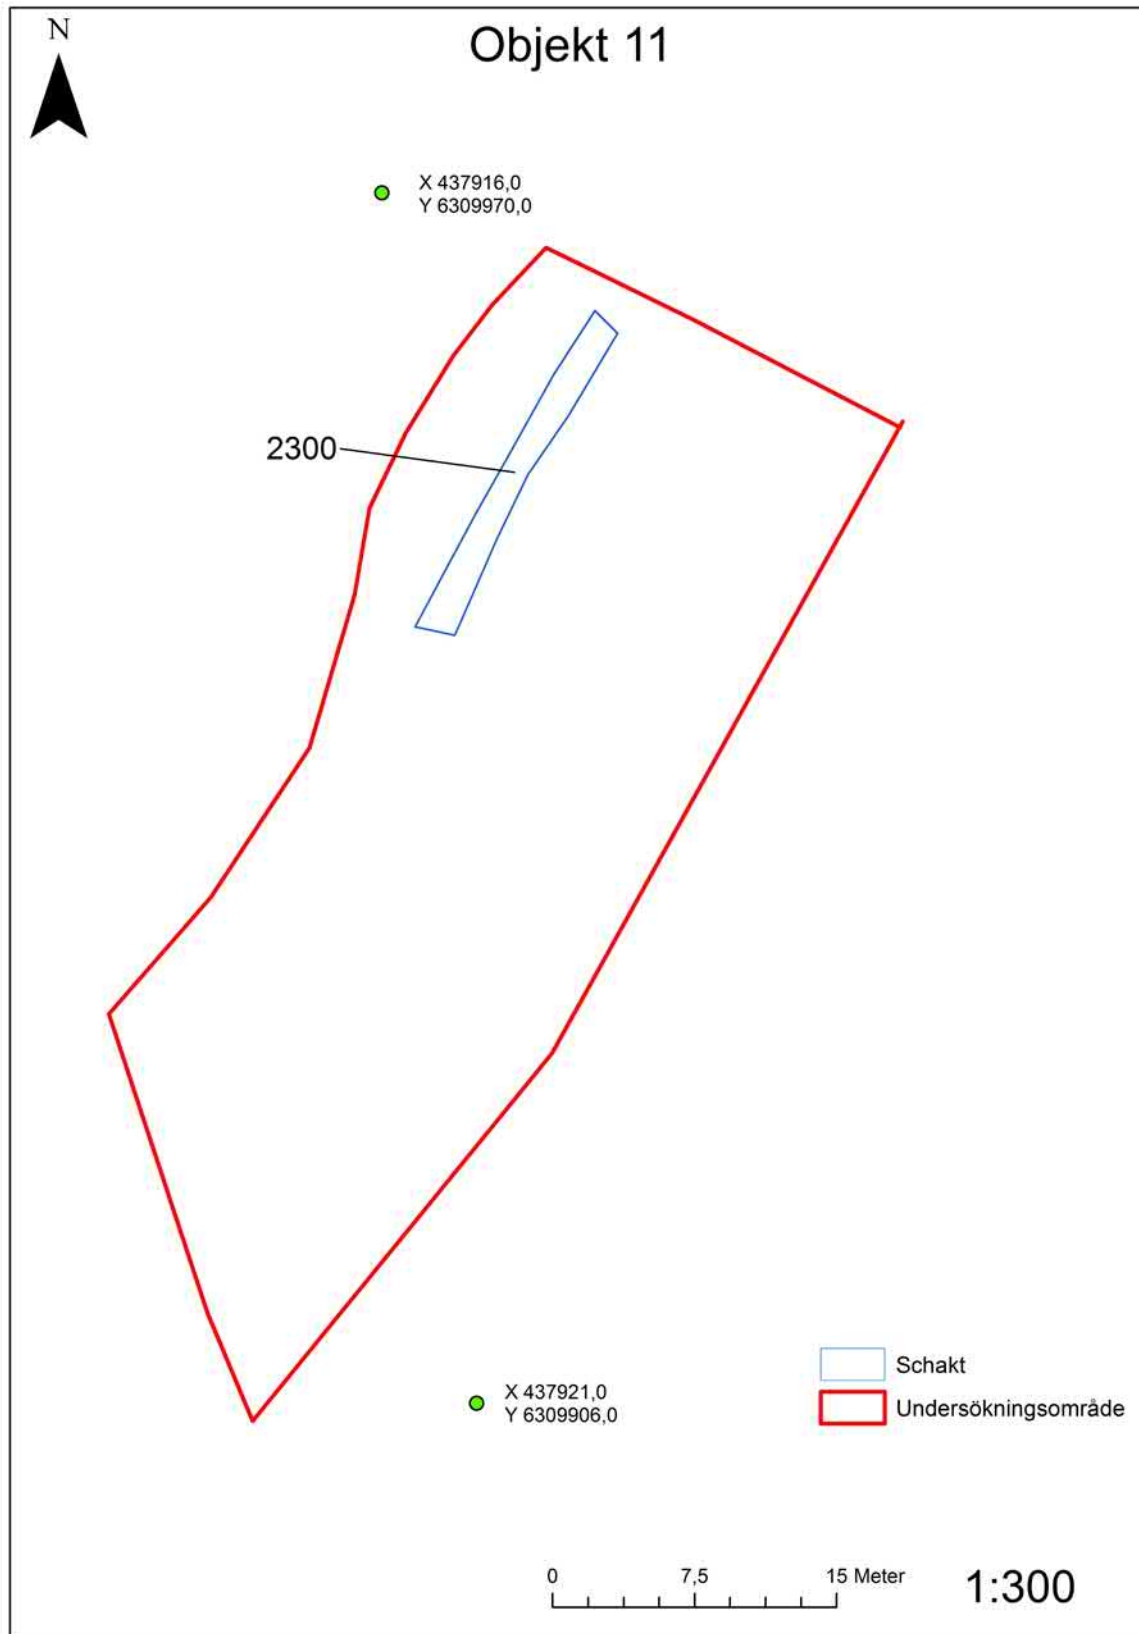 N
Objekt 11
X 437916,0
Y 6309970,0
2300
X 437921,0
Y 6309906,0
Schakt
Undersökningsområde
0 7,5 15 Meter
1:300